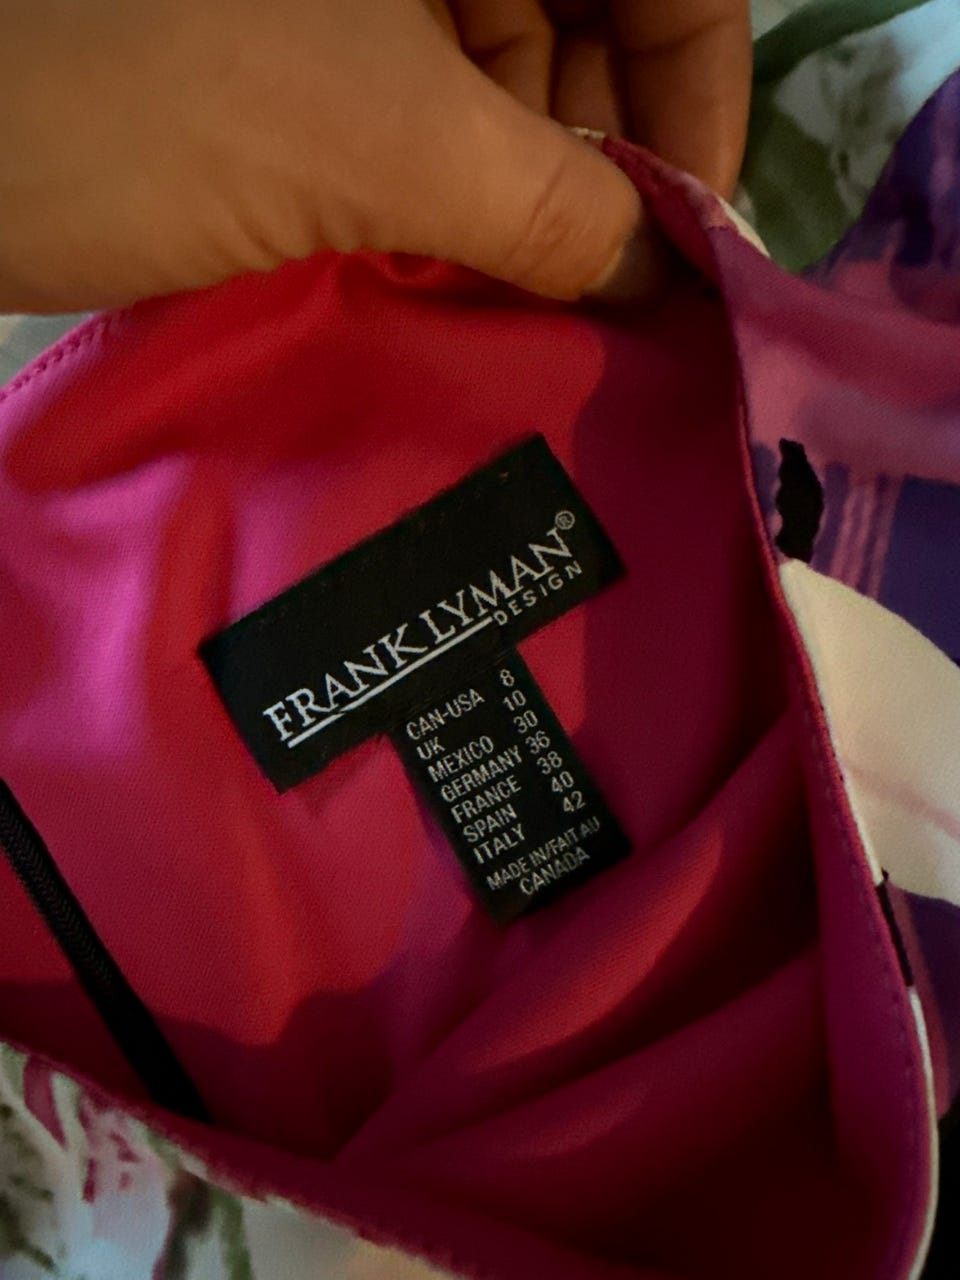 FRANK LYMAN®
DESIGN
CAN-USA 8
UK 10
MEXICO 30
GERMANY 36
FRANCE 38
SPAIN 40
ITALY 42
MADE IN/FAIT AU
CANADA